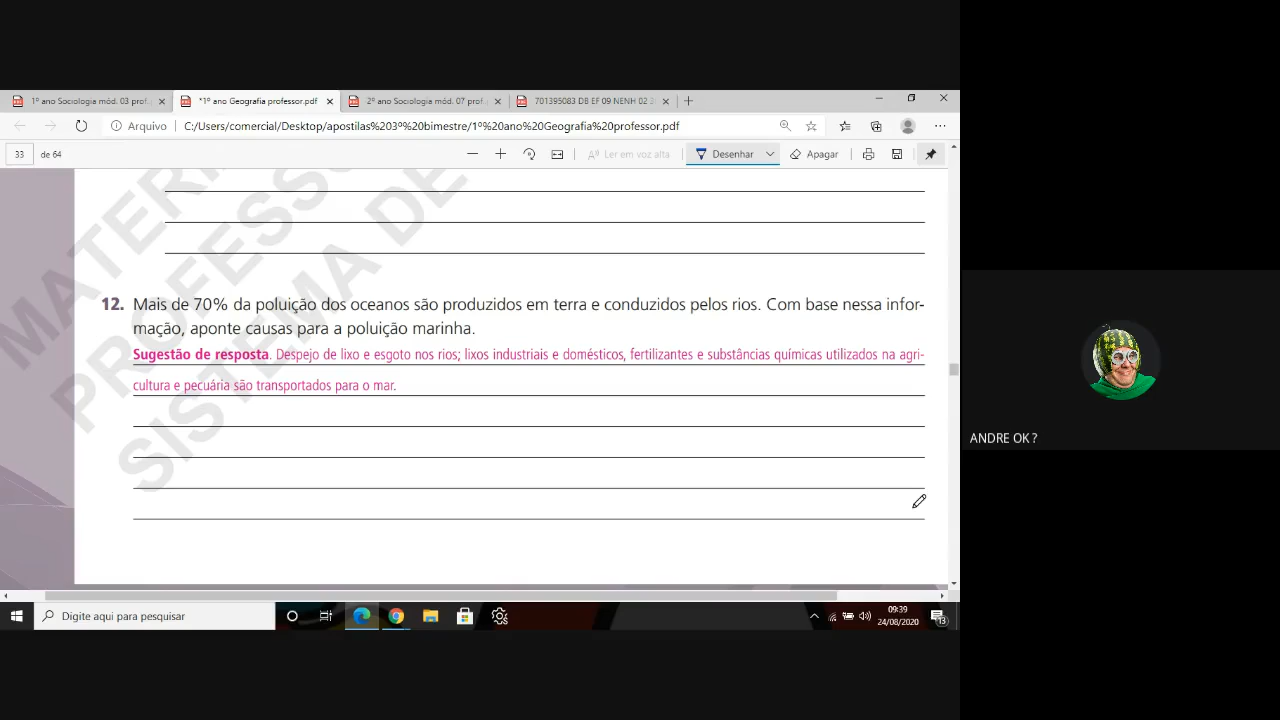 1º ano Sociologia mód. 03 prof.
*1º ano Geografia professor.pdf
2º ano Sociologia mód. 07 prof.
701395083 DB EF 09 NENH 02
Arquivo
C:/Users/comercial/Desktop/apostilas%203º%20bimestre/1º%20ano%20Geografia%20professor.pdf
33
de 64
Ler em voz alta
Desenhar
Apagar
MATERI
PROFESSO
SISTEMA DE
12. Mais de 70% da poluição dos oceanos são produzidos em terra e conduzidos pelos rios. Com base nessa infor-
mação, aponte causas para a poluição marinha.
Sugestão de resposta. Despejo de lixo e esgoto nos rios; lixos industriais e domésticos, fertilizantes e substâncias químicas utilizados na agri-
cultura e pecuária são transportados para o mar.
ANDRE OK ?
Digite aqui para pesquisar
09:39
24/08/2020
13